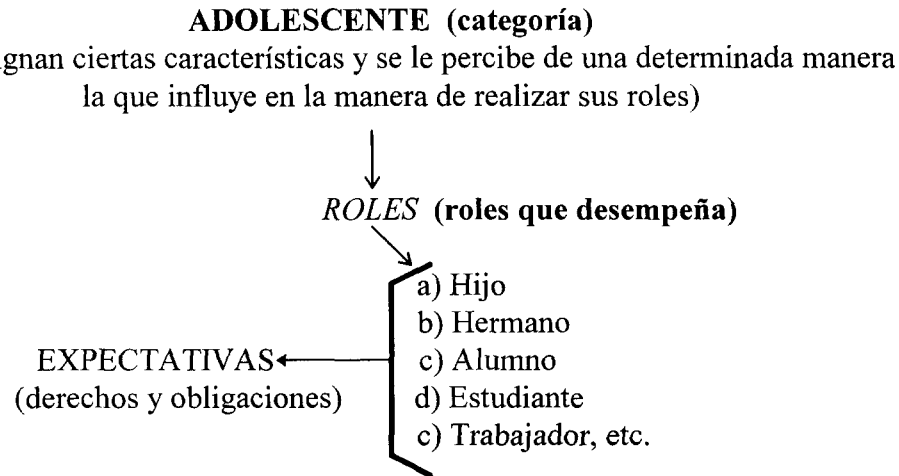 ADOLESCENTE (categoría)
gnan ciertas características y se le percibe de una determinada manera
la que influye en la manera de realizar sus roles)
ROLES (roles que desempeña)
a) Hijo
b) Hermano
EXPECTATIVAS c) Alumno
(derechos y obligaciones) d) Estudiante
c) Trabajador, etc.